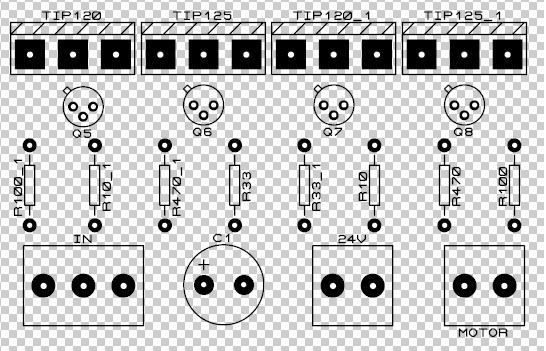 TIP120 TIP125 TIP120_1 TIP125_1
Q5 Q6 Q7 Q8
R100_1 R10_1 R470_1 R33 R33_1 R10 R470 R100
IN C1 24V
+
MOTOR